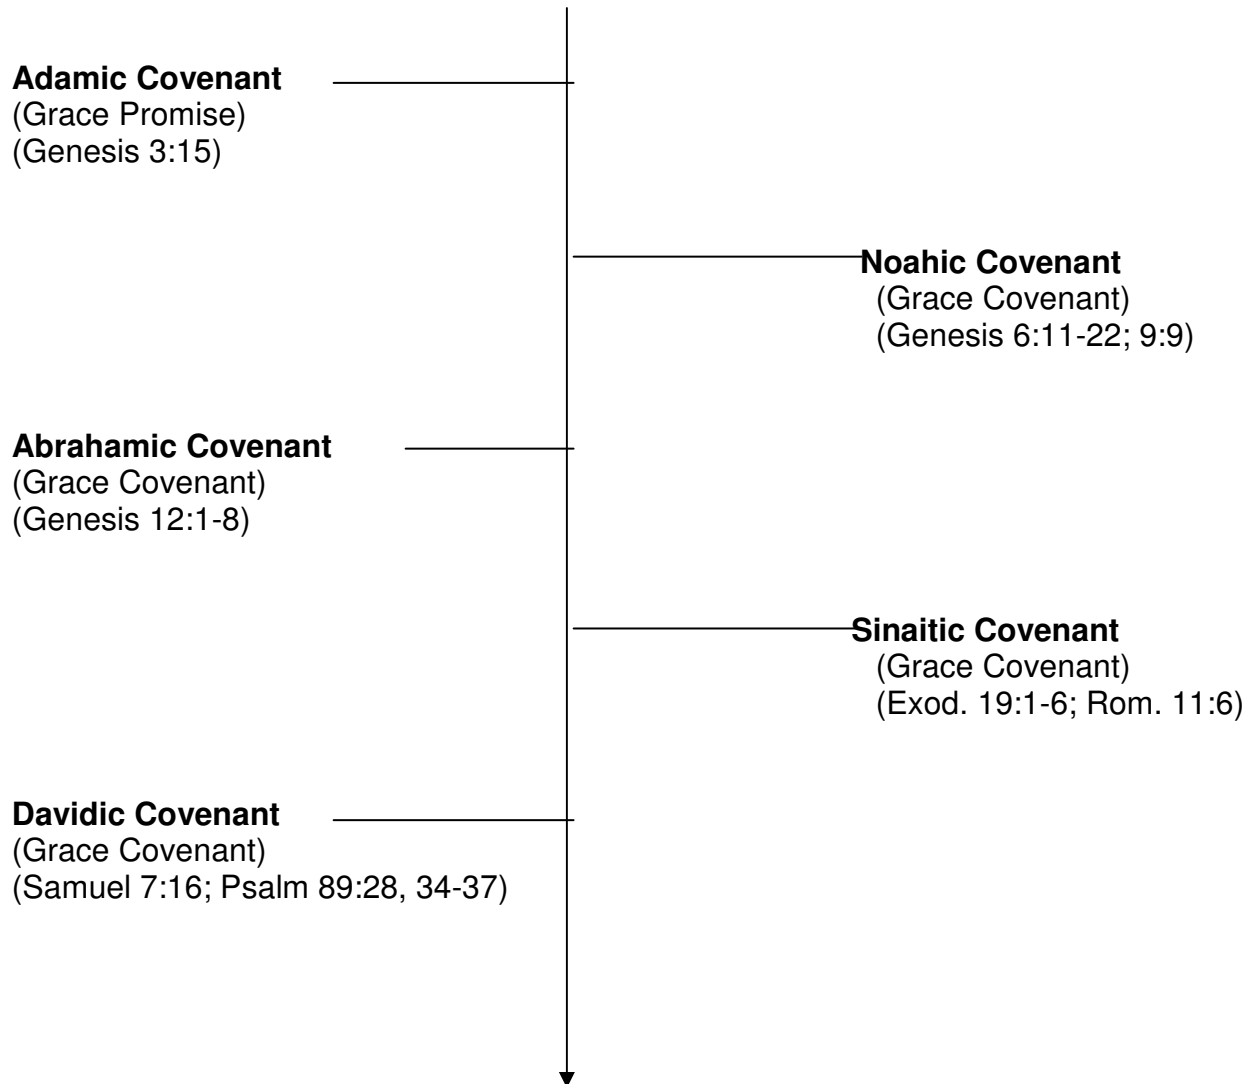 Adamic Covenant
(Grace Promise)
(Genesis 3:15)
Noahic Covenant
(Grace Covenant)
(Genesis 6:11-22; 9:9)
Abrahamic Covenant
(Grace Covenant)
(Genesis 12:1-8)
Sinaitic Covenant
(Grace Covenant)
(Exod. 19:1-6; Rom. 11:6)
Davidic Covenant
(Grace Covenant)
(Samuel 7:16; Psalm 89:28, 34-37)